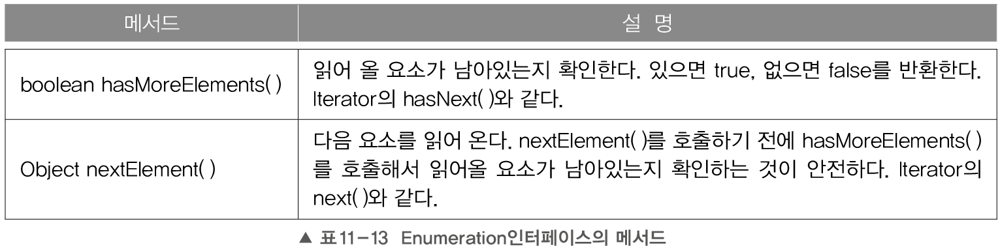 메서드 설 명
boolean hasMoreElements( ) 읽어 올 요소가 남아있는지 확인한다. 있으면 true, 없으면 false를 반환한다.
Iterator의 hasNext( )와 같다.
Object nextElement( ) 다음 요소를 읽어 온다. nextElement( )를 호출하기 전에 hasMoreElements( )
를 호출해서 읽어올 요소가 남아있는지 확인하는 것이 안전하다. Iterator의
next( )와 같다.
▲ 표11-13 Enumeration인터페이스의 메서드